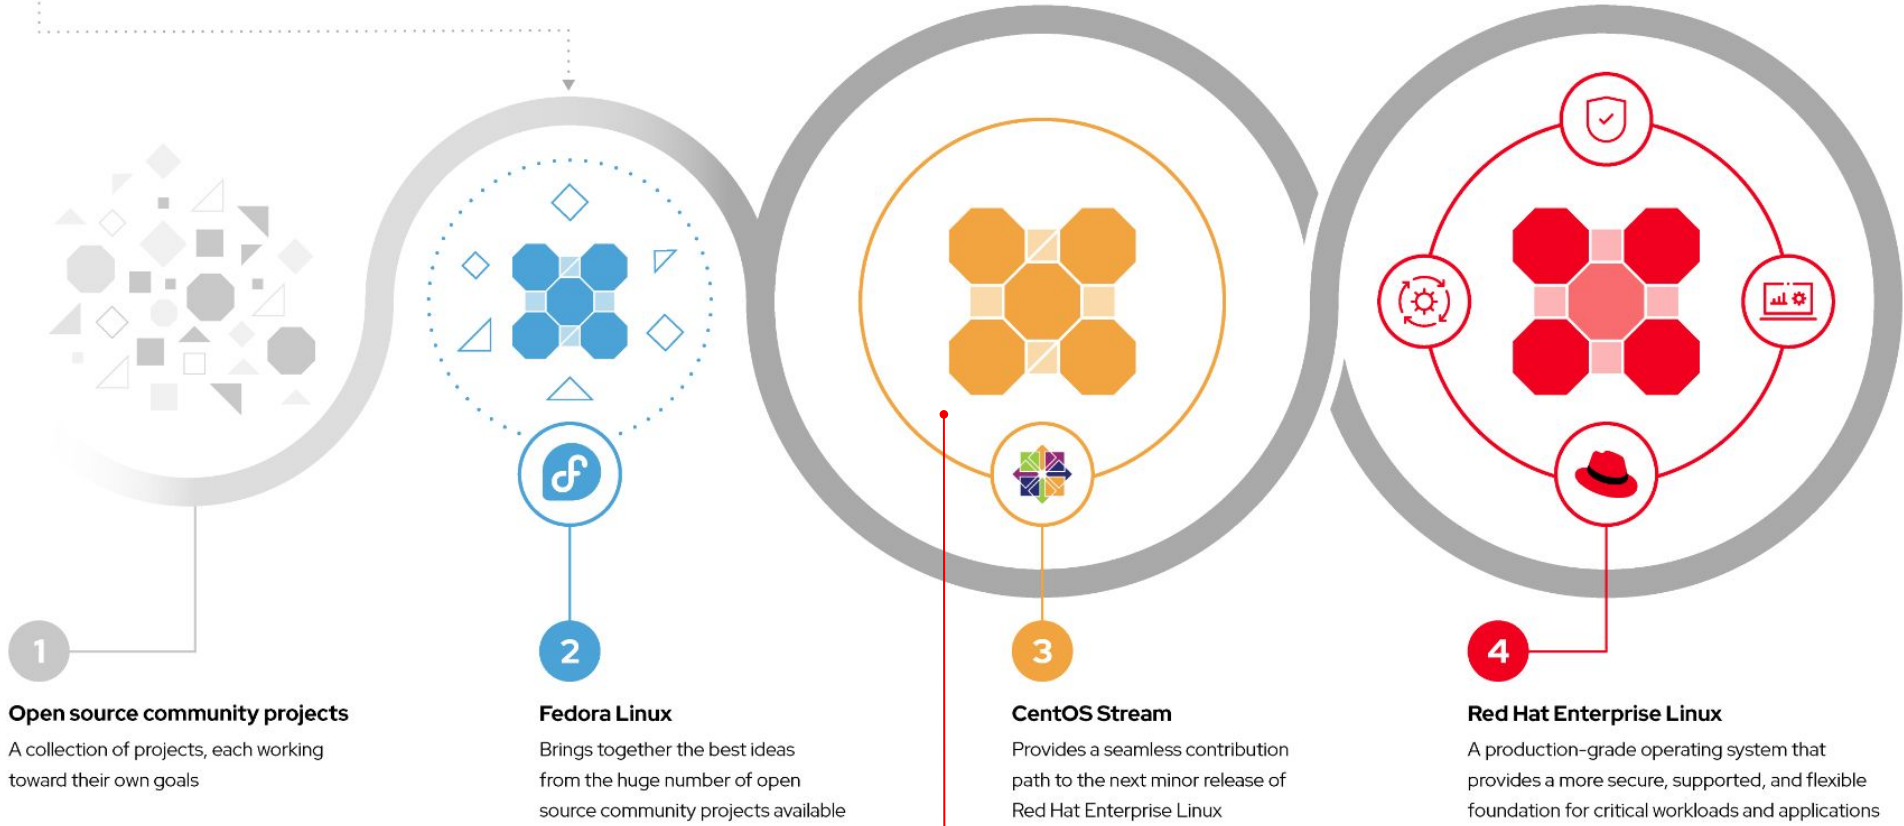 1
Open source community projects
A collection of projects, each working
toward their own goals
2
Fedora Linux
Brings together the best ideas
from the huge number of open
source community projects available
3
CentOS Stream
Provides a seamless contribution
path to the next minor release of
Red Hat Enterprise Linux
4
Red Hat Enterprise Linux
A production-grade operating system that
provides a more secure, supported, and flexible
foundation for critical workloads and applications